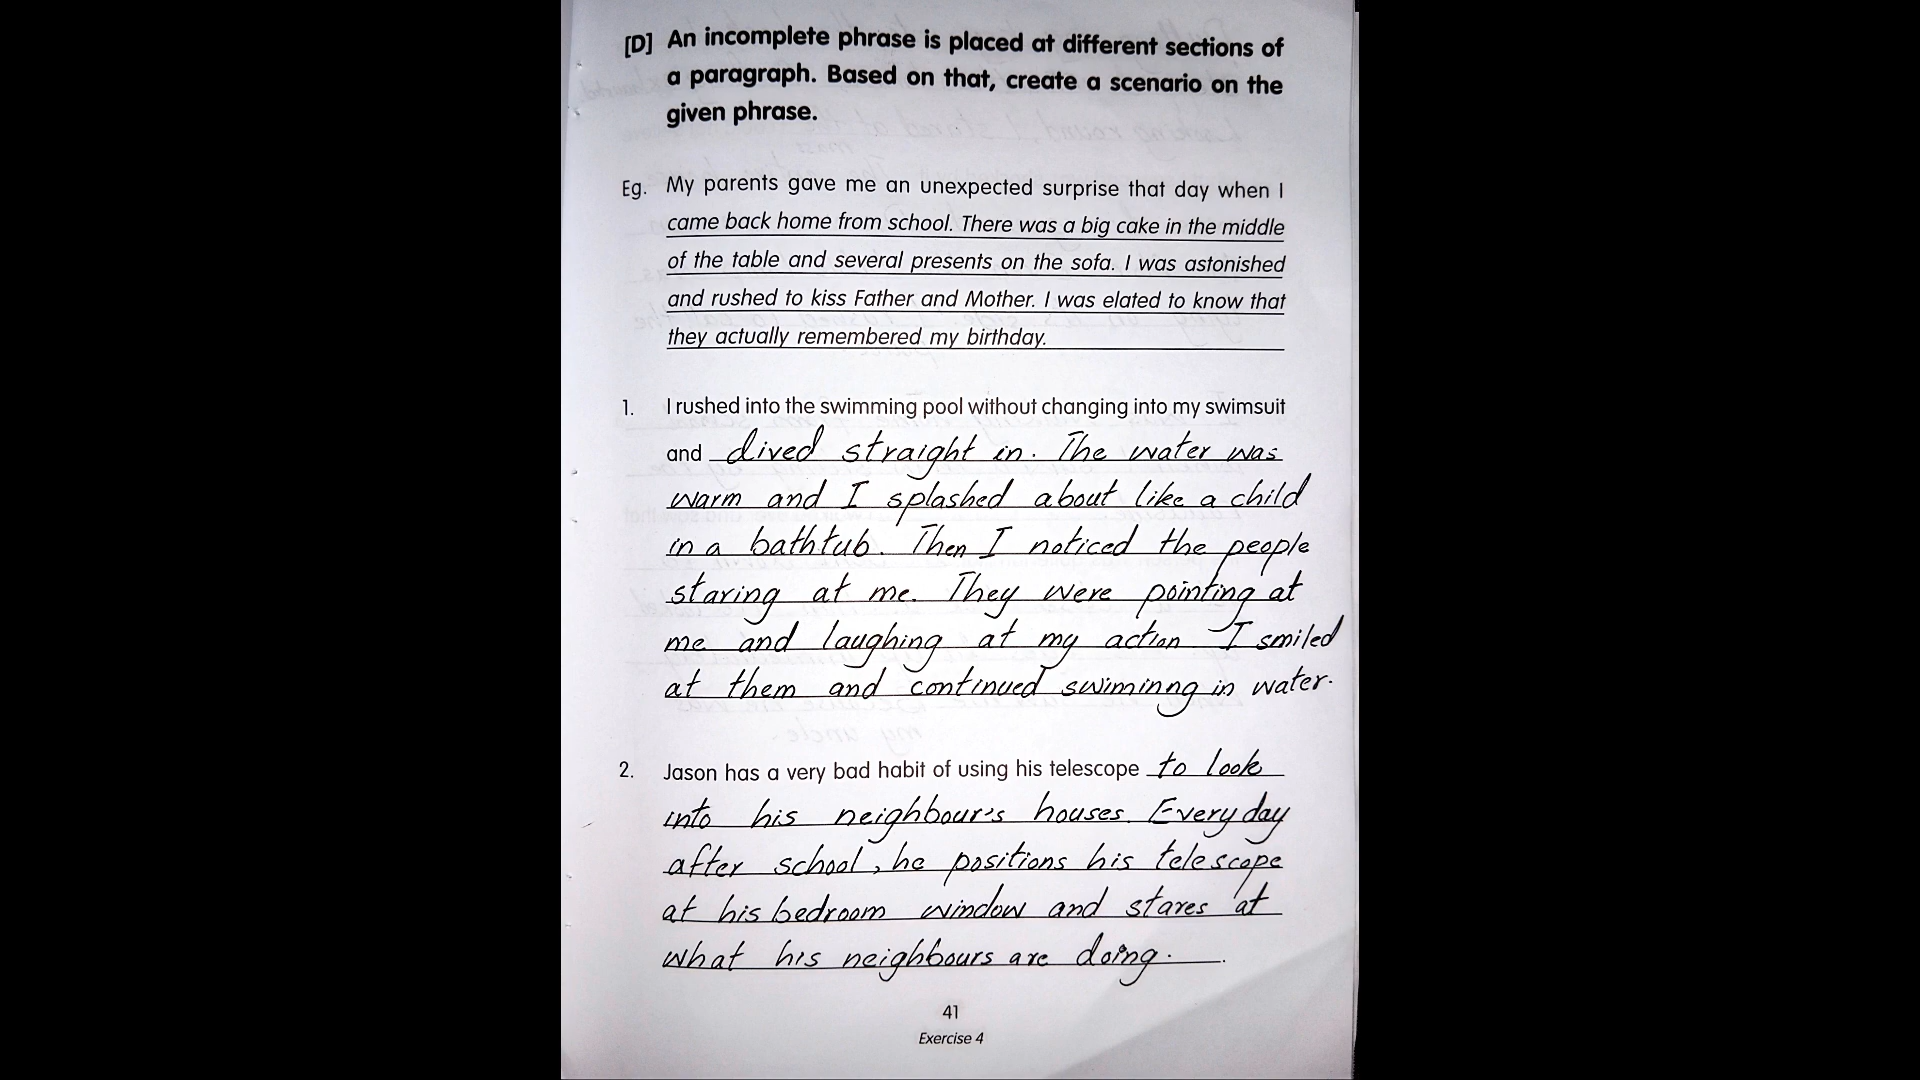 [D] An incomplete phrase is placed at different sections of
a paragraph. Based on that, create a scenario on the
given phrase.
Eg. My parents gave me an unexpected surprise that day when I
came back home from school. There was a big cake in the middle
of the table and several presents on the sofa. I was astonished
and rushed to kiss Father and Mother. I was elated to know that
they actually remembered my birthday.
1. I rushed into the swimming pool without changing into my swimsuit
and dived straight in. The water was
warm and I splashed about like a child
in a bathtub. Then I noticed the people
staring at me. They were pointing at
me and laughing at my action I smiled
at them and continued swiminng in water.
2. Jason has a very bad habit of using his telescope to look
into his neighbour's houses. Everyday
after school, he positions his telescope
at his bedroom window and stares at
what his neighbours are doing.
41
Exercise 4